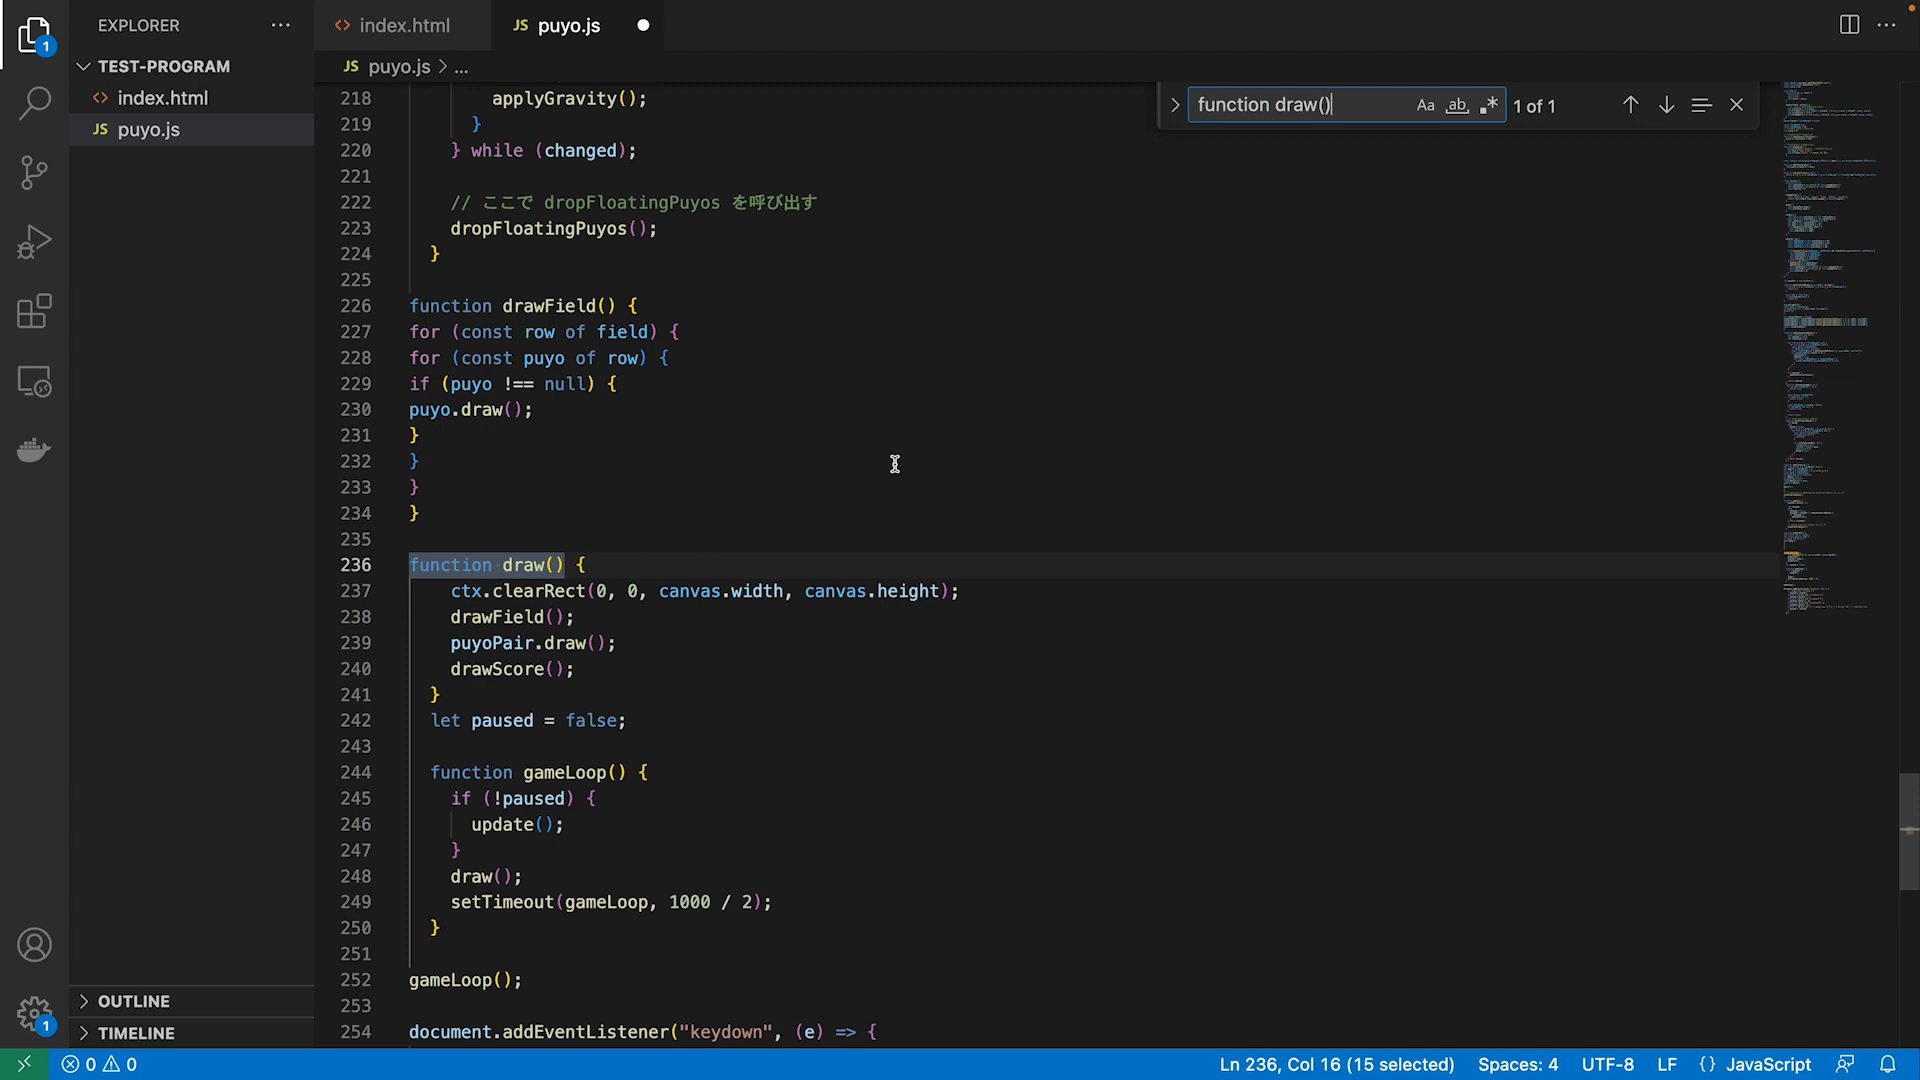 EXPLORER
index.html
JS puyo.js
TEST-PROGRAM
index.html
JS puyo.js
JS puyo.js > ...
function draw()
Aa
ab
1 of 1
218 applyGravity();
219 }
220 } while (changed);
221
222 // ここで dropFloatingPuyos を呼び出す
223 dropFloatingPuyos();
224 }
225
226 function drawField() {
227 for (const row of field) {
228 for (const puyo of row) {
229 if (puyo !== null) {
230 puyo.draw();
231 }
232 }
233 }
234 }
235
236 function draw() {
237 ctx.clearRect(0, 0, canvas.width, canvas.height);
238 drawField();
239 puyoPair.draw();
240 drawScore();
241 }
242 let paused = false;
243
244 function gameLoop() {
245 if (!paused) {
246 update();
247 }
248 draw();
249 setTimeout(gameLoop, 1000 / 2);
250 }
251
252 gameLoop();
253
254 document.addEventListener("keydown", (e) => {
1
1
OUTLINE
TIMELINE
0 0
Ln 236, Col 16 (15 selected)
Spaces: 4
UTF-8
LF
{} JavaScript